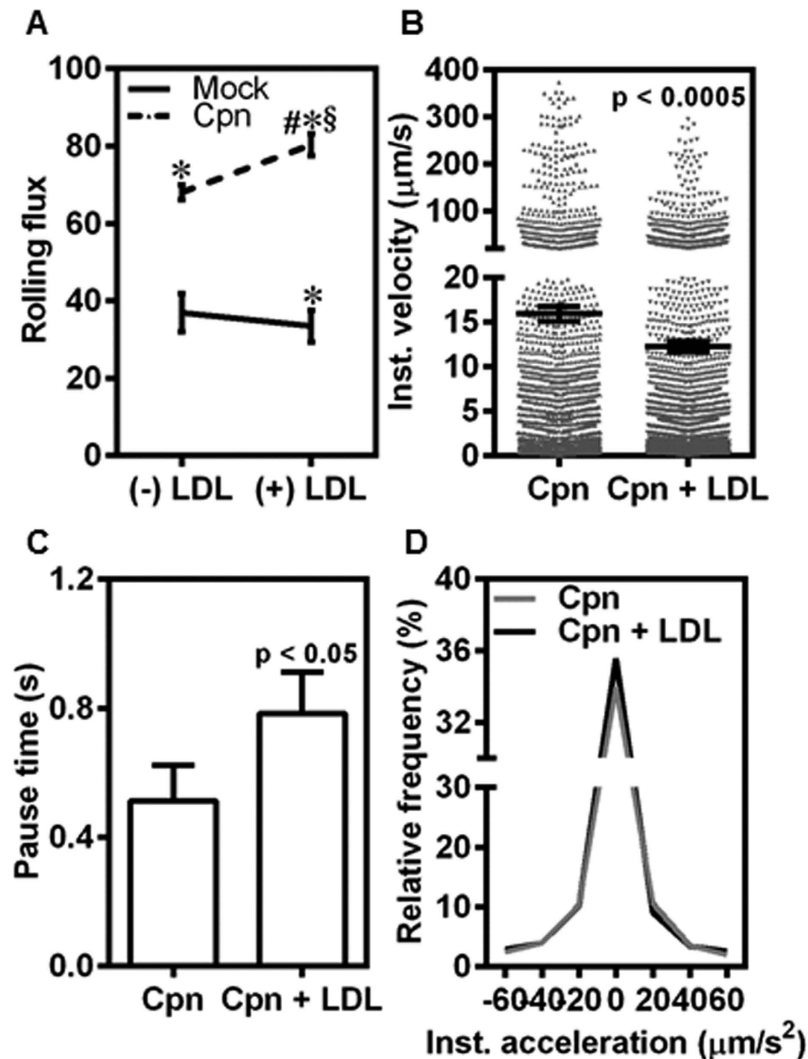 A
Rolling flux
100
80
60
40
20
0
Mock
Cpn
*
#*§
*
(-) LDL
(+) LDL
B
Inst. velocity (μm/s)
400
300
200
100
20
15
10
5
0
p < 0.0005
Cpn
Cpn + LDL
C
Pause time (s)
1.2
0.8
0.4
0.0
p < 0.05
Cpn
Cpn + LDL
D
Relative frequency (%)
40
36
32
30
20
10
0
Cpn
Cpn + LDL
-60 -40 -20 0 20 40 60
Inst. acceleration (μm/s²)